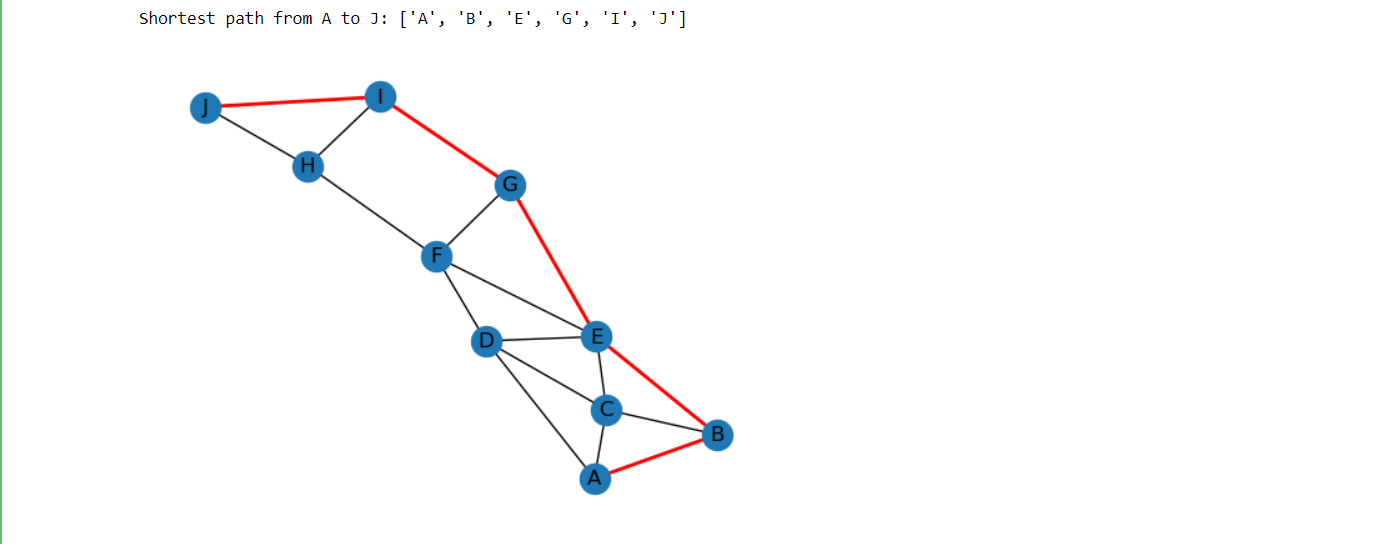 Shortest path from A to J: ['A', 'B', 'E', 'G', 'I', 'J']
I
J
H
G
F
E
D
C
B
A